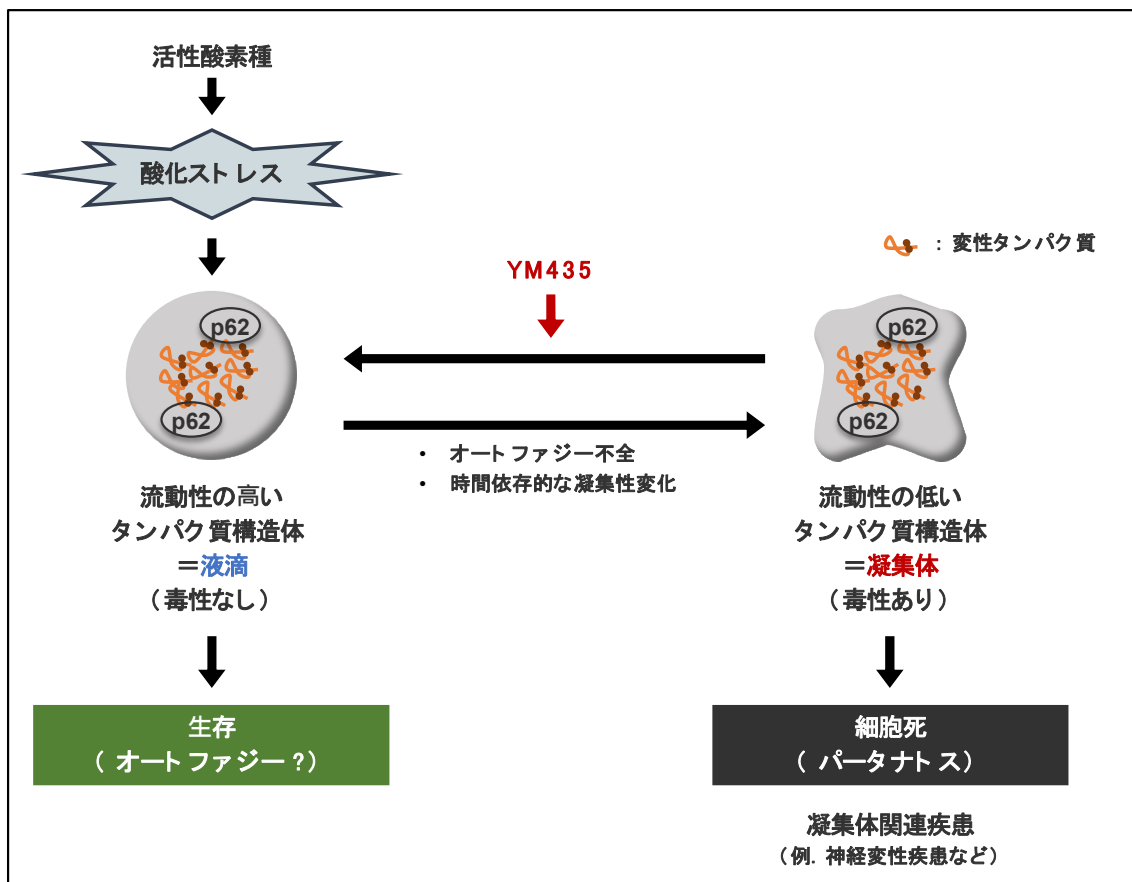 活性酸素種
酸化ストレス
: 変性タンパク質
YM435
p62
p62
p62
p62
• オートファジー不全
• 時間依存的な凝集性変化
流動性の高い
タンパク質構造体
＝液滴
（毒性なし）
流動性の低い
タンパク質構造体
＝凝集体
（毒性あり）
生存
（オートファジー？）
細胞死
（パータナトス）
凝集体関連疾患
（例. 神経変性疾患など）